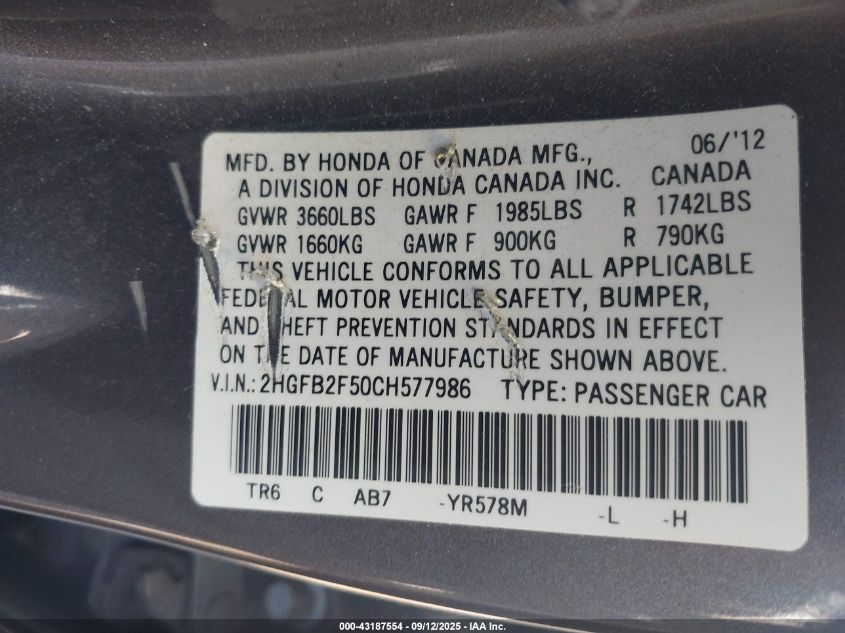 06/'12
MFD. BY HONDA OF CANADA MFG.,
A DIVISION OF HONDA CANADA INC. CANADA
GVWR 3660LBS GAWR F 1985LBS R 1742LBS
GVWR 1660KG GAWR F 900KG R 790KG
THIS VEHICLE CONFORMS TO ALL APPLICABLE
FEDERAL MOTOR VEHICLE SAFETY, BUMPER,
AND THEFT PREVENTION STANDARDS IN EFFECT
ON THE DATE OF MANUFACTURE SHOWN ABOVE.
V.I.N.: 2HGFB2F50CH577986 TYPE: PASSENGER CAR
TR6 C AB7 -YR578M -L -H
000-43187554 - 09/12/2025 - IAA Inc.